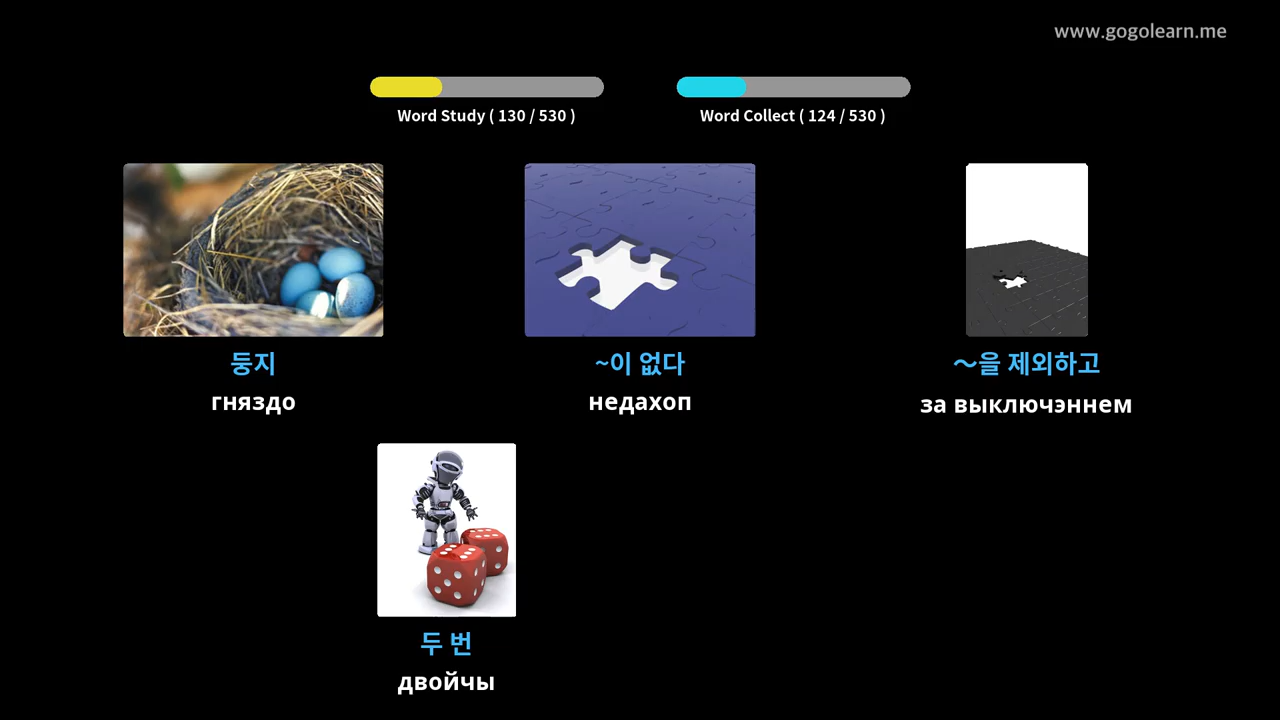 www.gogolearn.me
Word Study ( 130 / 530 )
Word Collect ( 124 / 530 )
둥지
гняздо
~이 없다
недахоп
～을 제외하고
за выключэннем
두 번
двойчы